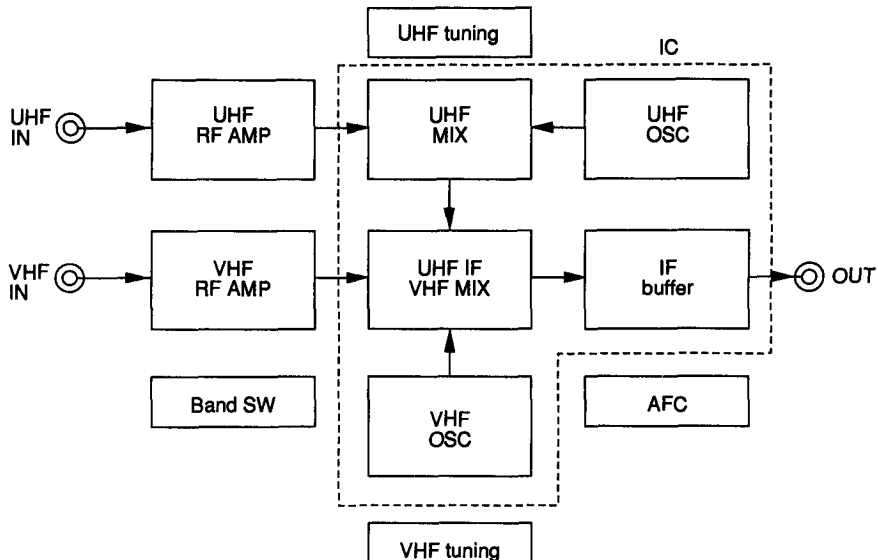 UHF tuning
IC
UHF
IN
UHF
RF AMP
UHF
MIX
UHF
OSC
VHF
IN
VHF
RF AMP
UHF IF
VHF MIX
IF
buffer
OUT
Band SW
VHF
OSC
AFC
VHF tuning